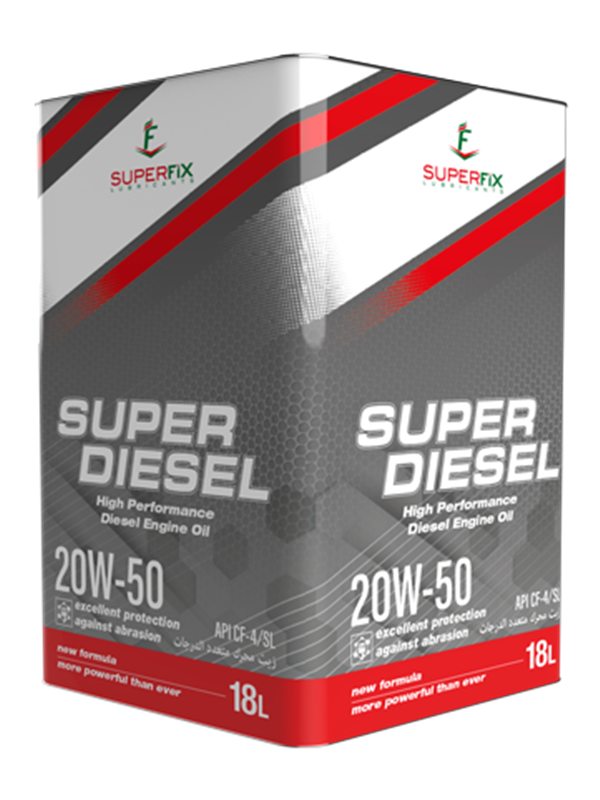 SUPERFIX
LUBRICANTS
SUPER
DIESEL
High Performance
Diesel Engine Oil
20W-50
excellent protection
against abrasion
API CF-4/SL
زيت محرك متعدد الدرجات
new formula
more powerful than ever
18L
SUPERFIX
LUBRICANTS
SUPER
DIESEL
High Performance
Diesel Engine Oil
20W-50
excellent protection
against abrasion
API CF-4/SL
زيت محرك متعدد الدرجات
new formula
more powerful than ever
18L